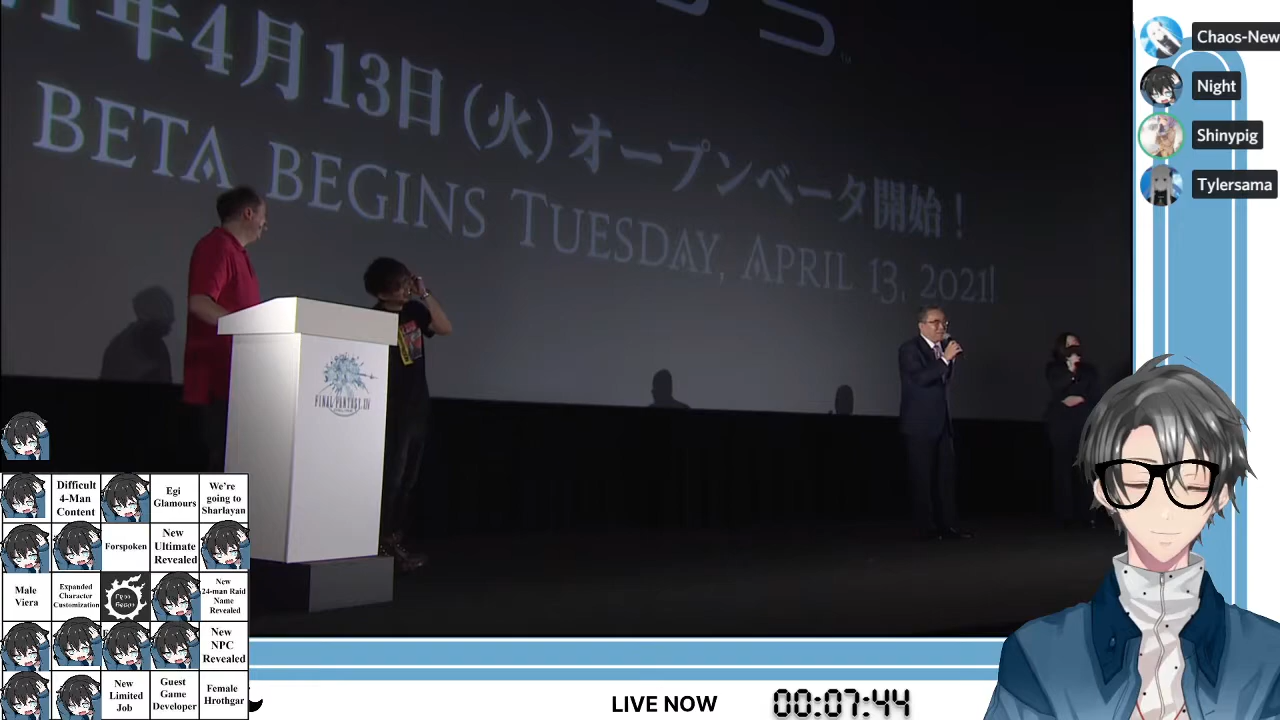 年4月13日（火）オープンベータ開始！
BETA BEGINS TUESDAY, APRIL 13, 2021!
FINAL FANTASY XIV
Chaos-New
Night
Shinypig
Tylersama
Difficult
4-Man
Content
Egi
Glamours
We're
going to
Sharlayan
Forspoken
New
Ultimate
Revealed
Male
Viera
Expanded
Character
Customization
New
24-man Raid
Name
Revealed
New
NPC
Revealed
New
Limited
Job
Guest
Game
Developer
Female
Hrothgar
LIVE NOW
00:07:44